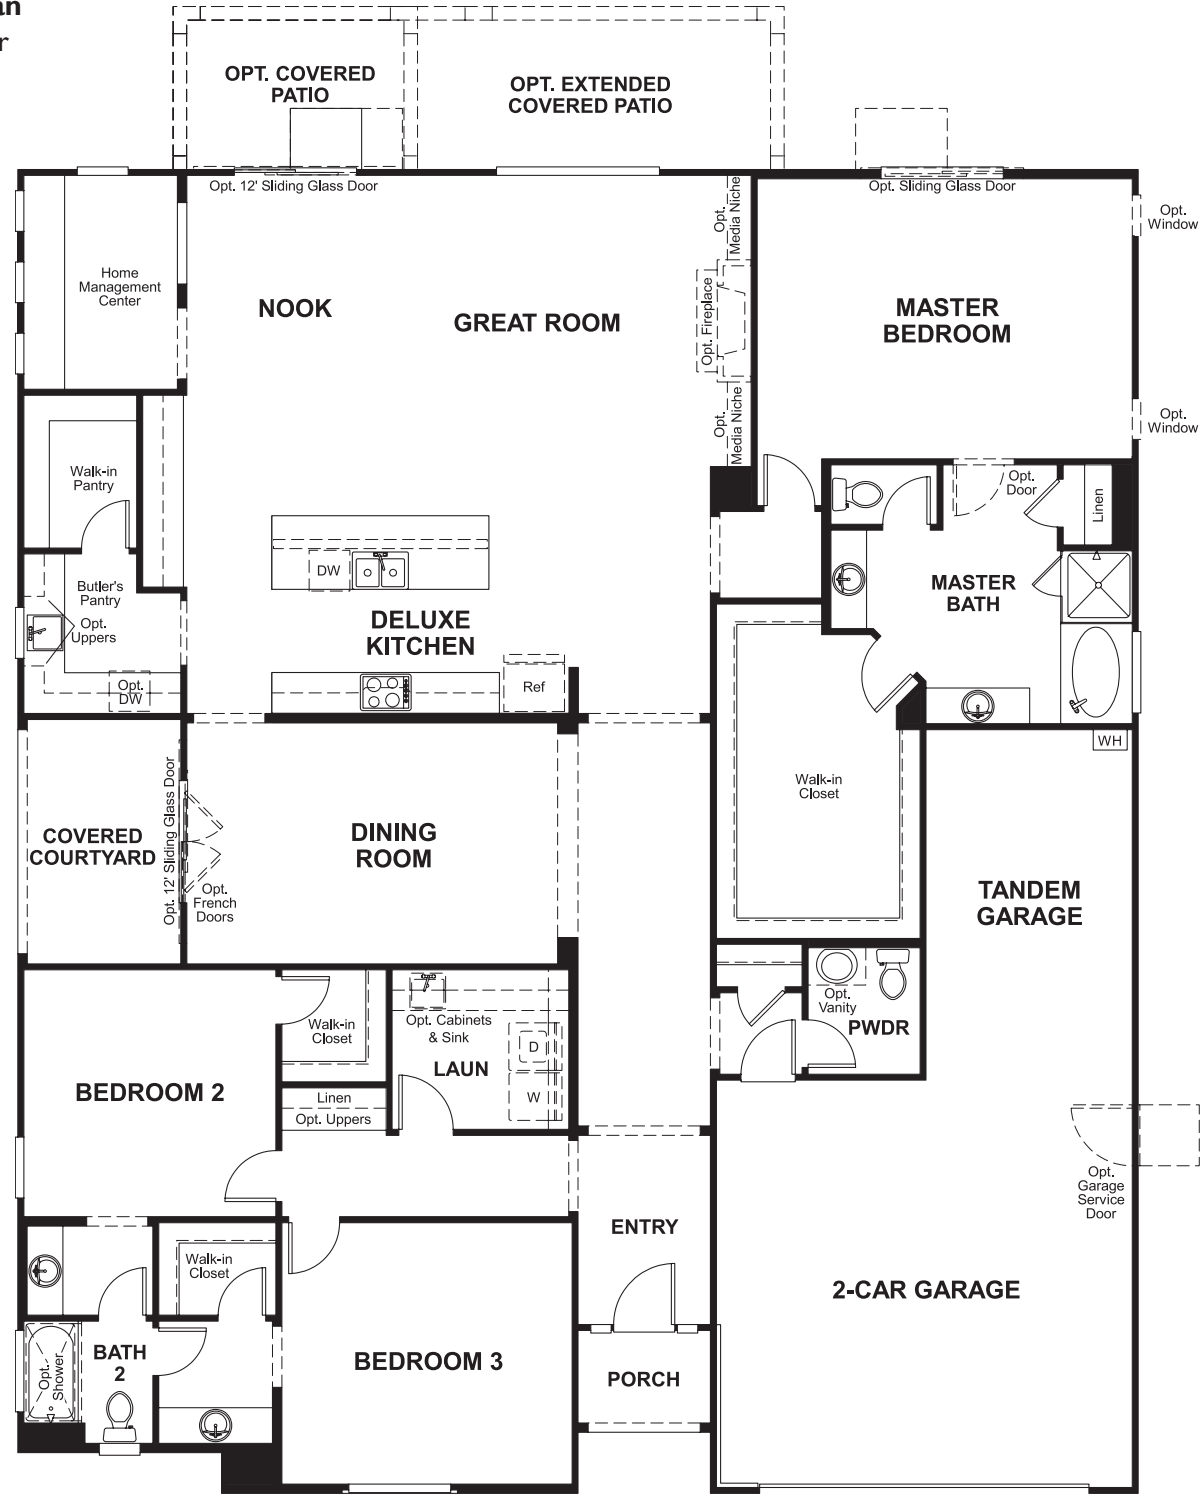 an
r
OPT. COVERED
PATIO
OPT. EXTENDED
COVERED PATIO
Opt. 12' Sliding Glass Door
Opt. Sliding Glass Door
Opt.
Window
Home
Management
Center
NOOK
GREAT ROOM
Opt.
Media Niche
Opt. Fireplace
Opt.
Media Niche
MASTER
BEDROOM
Opt.
Window
Walk-in
Pantry
Opt.
Door
Linen
DW
Butler's
Pantry
Opt.
Uppers
Opt.
DW
DELUXE
KITCHEN
Ref
MASTER
BATH
WH
Walk-in
Closet
COVERED
COURTYARD
Opt. 12' Sliding Glass Door
Opt.
French
Doors
DINING
ROOM
TANDEM
GARAGE
Walk-in
Closet
Opt. Cabinets
& Sink
D
LAUN
W
Opt.
Vanity
PWDR
BEDROOM 2
Linen
Opt. Uppers
Opt.
Garage
Service
Door
ENTRY
Walk-in
Closet
2-CAR GARAGE
Opt.
Shower
BATH
2
BEDROOM 3
PORCH